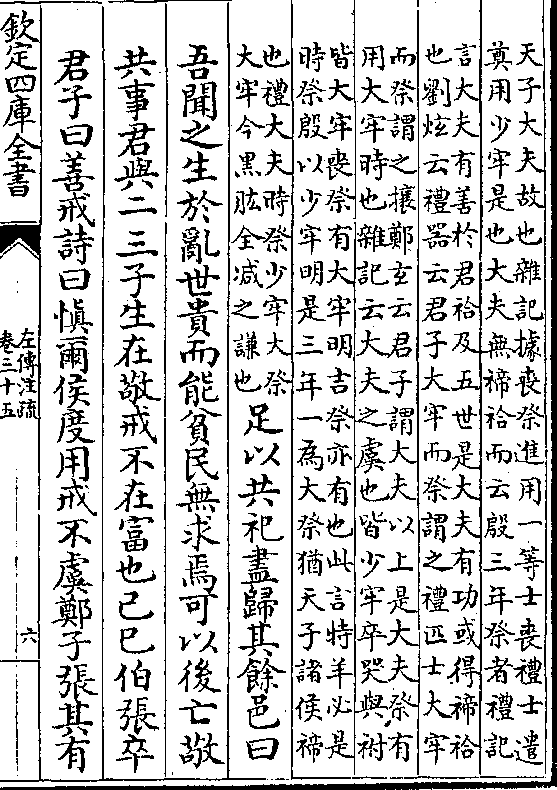 天子大夫故也雜記據喪祭進用一等士喪禮士遣
奠用少牢是也大夫無禘祫而云殷三年祭者禮記
言大夫有善於君祫及五世是大夫有功或得禘祫
也劉炫云禮器云君子大牢而祭謂之禮匹士大牢
而祭謂之攘鄭玄云君子謂大夫以上是大夫祭有
用大牢時也雜記云大夫之虞也皆少牢卒哭與祔
皆大牢喪祭有大牢明吉祭亦有也此言特羊必是
時祭殷以少牢明是三年一為大祭猶天子諸侯禘
也禮大夫時祭少牢大祭
大牢今黑肱全减之謙也
足以共祀盡歸其餘邑曰
吾聞之生於亂世貴而能貧民無求焉可以後亡敬
共事君與二三子生在敬戒不在富也己巳伯張卒
君子曰善戒詩曰慎爾侯度用戒不虞鄭子張其有
欽定四庫全書
左傳注疏
卷三十五
六